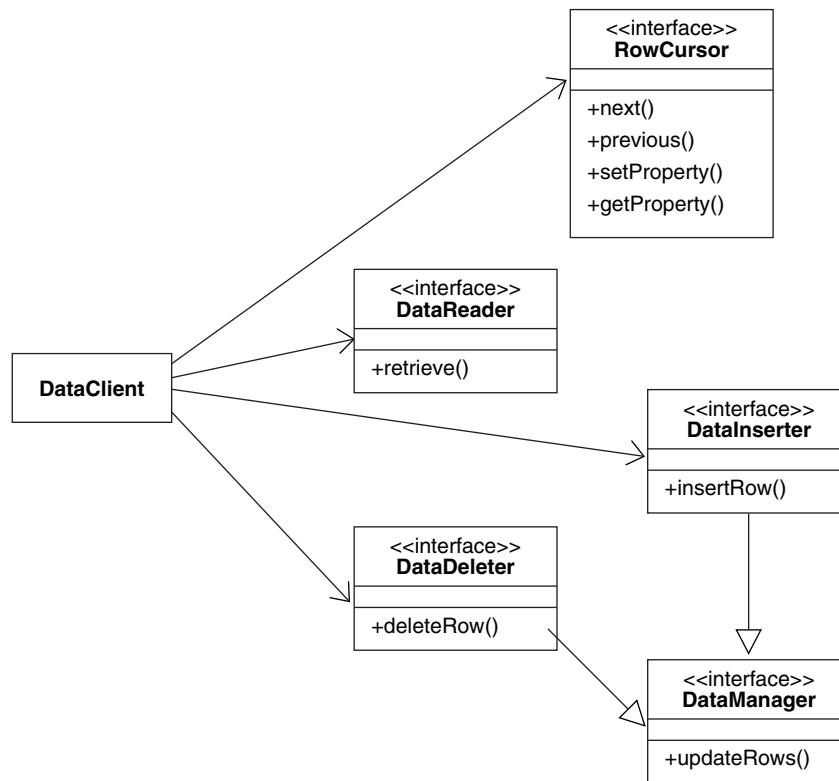 <<interface>>
RowCursor
+next()
+previous()
+setProperty()
+getProperty()
<<interface>>
DataReader
+retrieve()
DataClient
<<interface>>
DataInserter
+insertRow()
<<interface>>
DataDeleter
+deleteRow()
<<interface>>
DataManager
+updateRows()